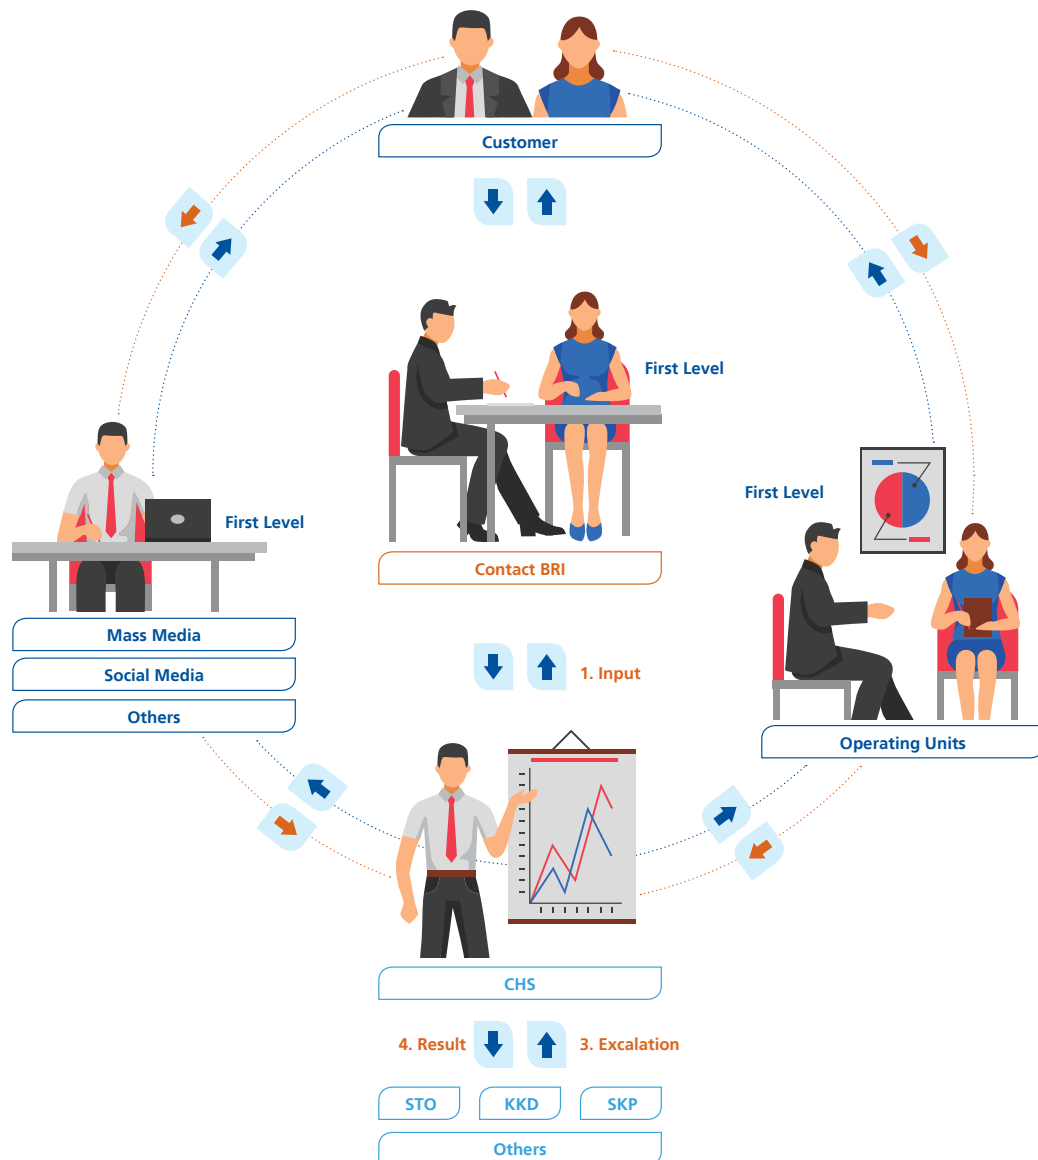 Customer
First Level
First Level
First Level
Contact BRI
Mass Media
Social Media
Others
1. Input
Operating Units
CHS
4. Result
3. Excalation
STO
KKD
SKP
Others